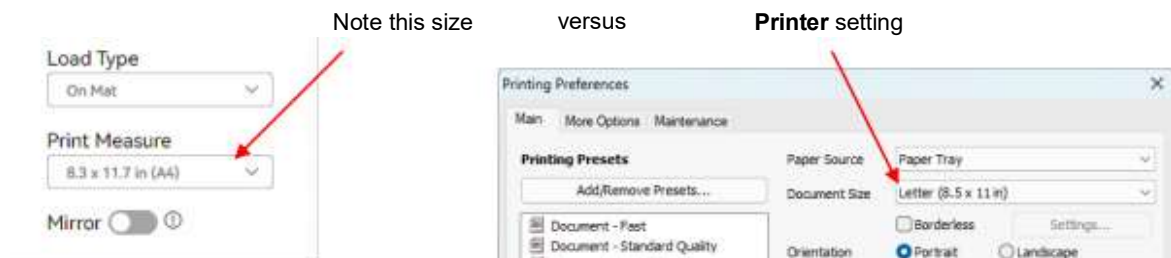 Note this size versus Printer setting
Load Type
On Mat
Print Measure
8.3 x 11.7 in (A4)
Mirror
Printing Preferences
Main More Options Maintenance
Printing Presets
Add/Remove Presets...
Document - Fast
Document - Standard Quality
Paper Source Paper Tray
Document Size Letter (8.5 x 11 in)
Borderless Settings...
Orientation Portrait Landscape